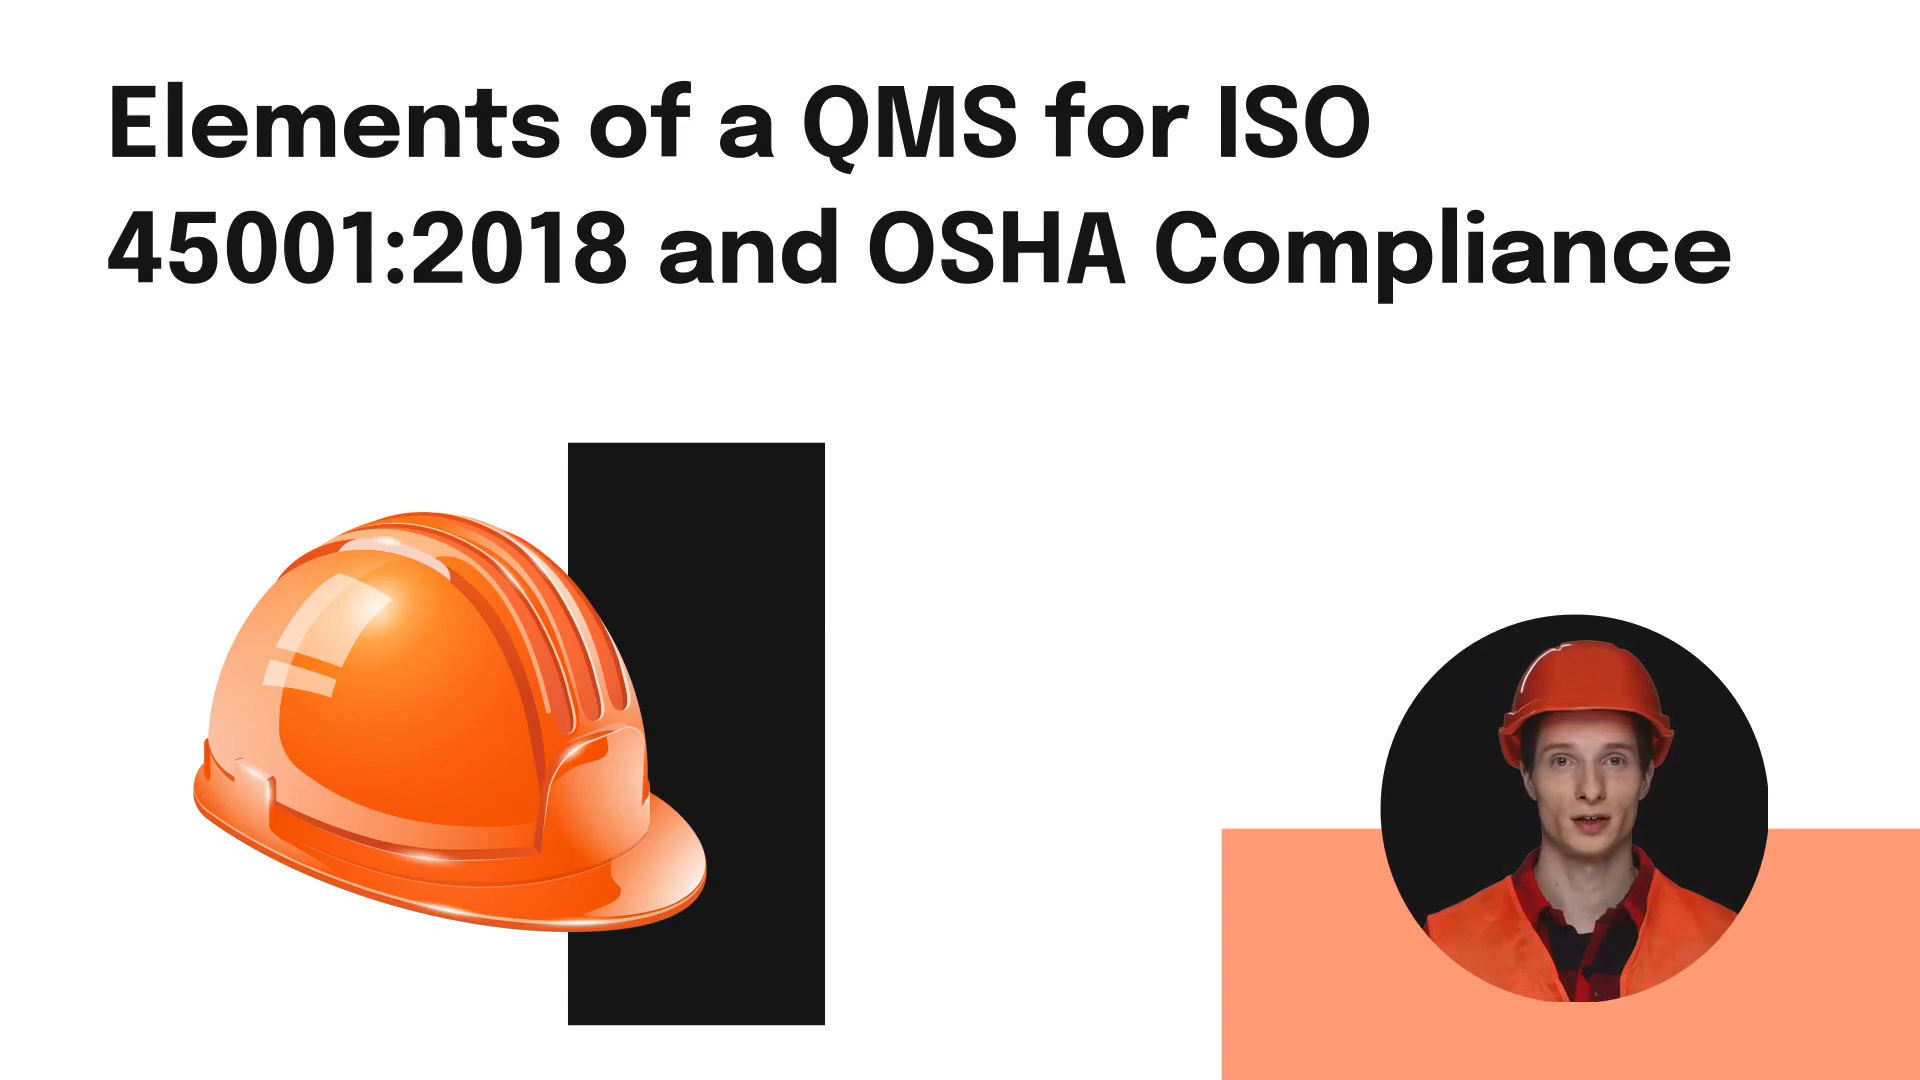 Elements of a QMS for ISO
45001:2018 and OSHA Compliance